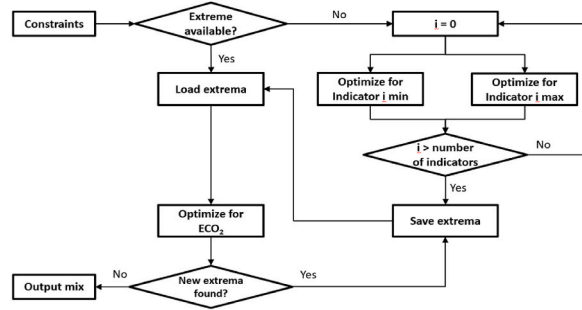 Constraints
Extreme
available?
No
i = 0
Yes
Load extrema
Optimize for
Indicator i min
Optimize for
Indicator i max
i > number
of indicators
No
Yes
Optimize for
ECO₂
Save extrema
Output mix
No
New extrema
found?
Yes